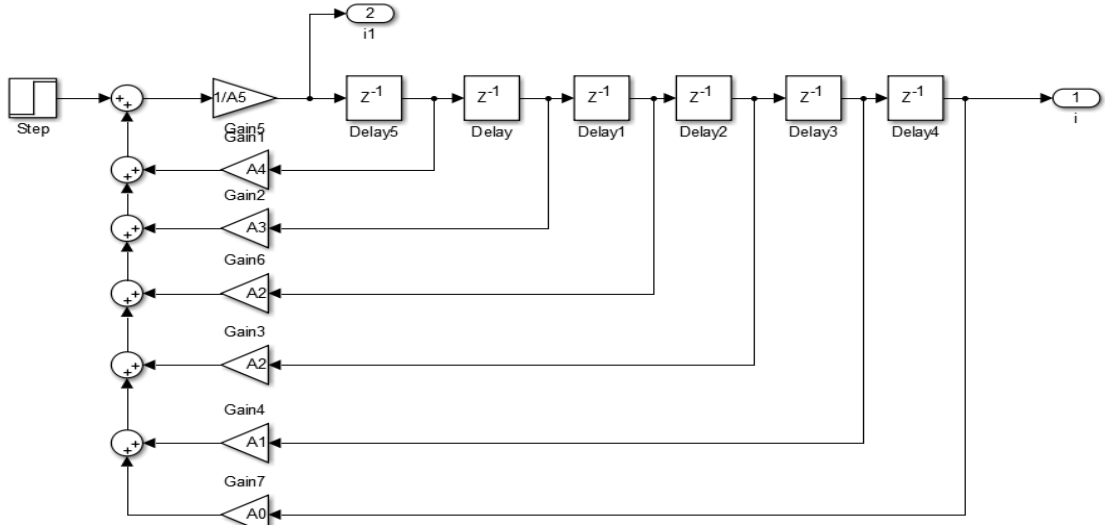 2
i1
1/A5
Z-1
Z-1
Z-1
Z-1
Z-1
Z-1
1
Step
Gain5
Delay5
Delay
Delay1
Delay2
Delay3
Delay4
i
Gain1
A4
Gain2
A3
Gain6
A2
Gain3
A2
Gain4
A1
Gain7
A0